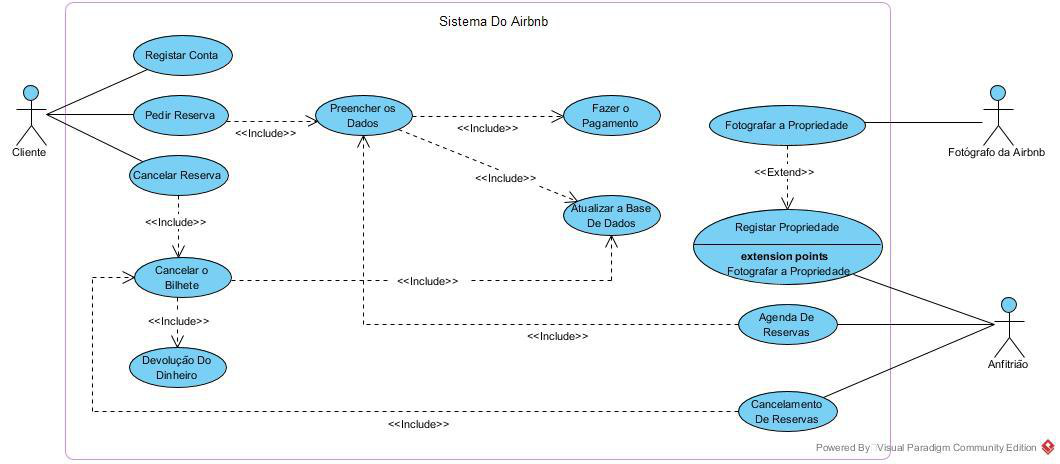 Sistema Do Airbnb
Registar Conta
Pedir Reserva
Cancelar Reserva
Cliente
<<Include>>
Preencher os
Dados
<<Include>>
Fazer o
Pagamento
<<Include>>
Atualizar a Base
De Dados
Fotografar a Propriedade
Fotógrafo da Airbnb
<<Extend>>
Registar Propriedade
extension points
Fotografar a Propriedade
<<Include>>
Cancelar o
Bilhete
<<Include>>
<<Include>>
Devolução Do
Dinheiro
Agenda De
Reservas
<<Include>>
Anfitrião
Cancelamento
De Reservas
<<Include>>
Powered By Visual Paradigm Community Edition